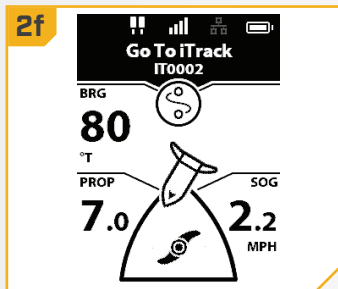 2f
Go To iTrack
IT0002
BRG
80
°T
PROP
7.0
SOG
2.2
MPH